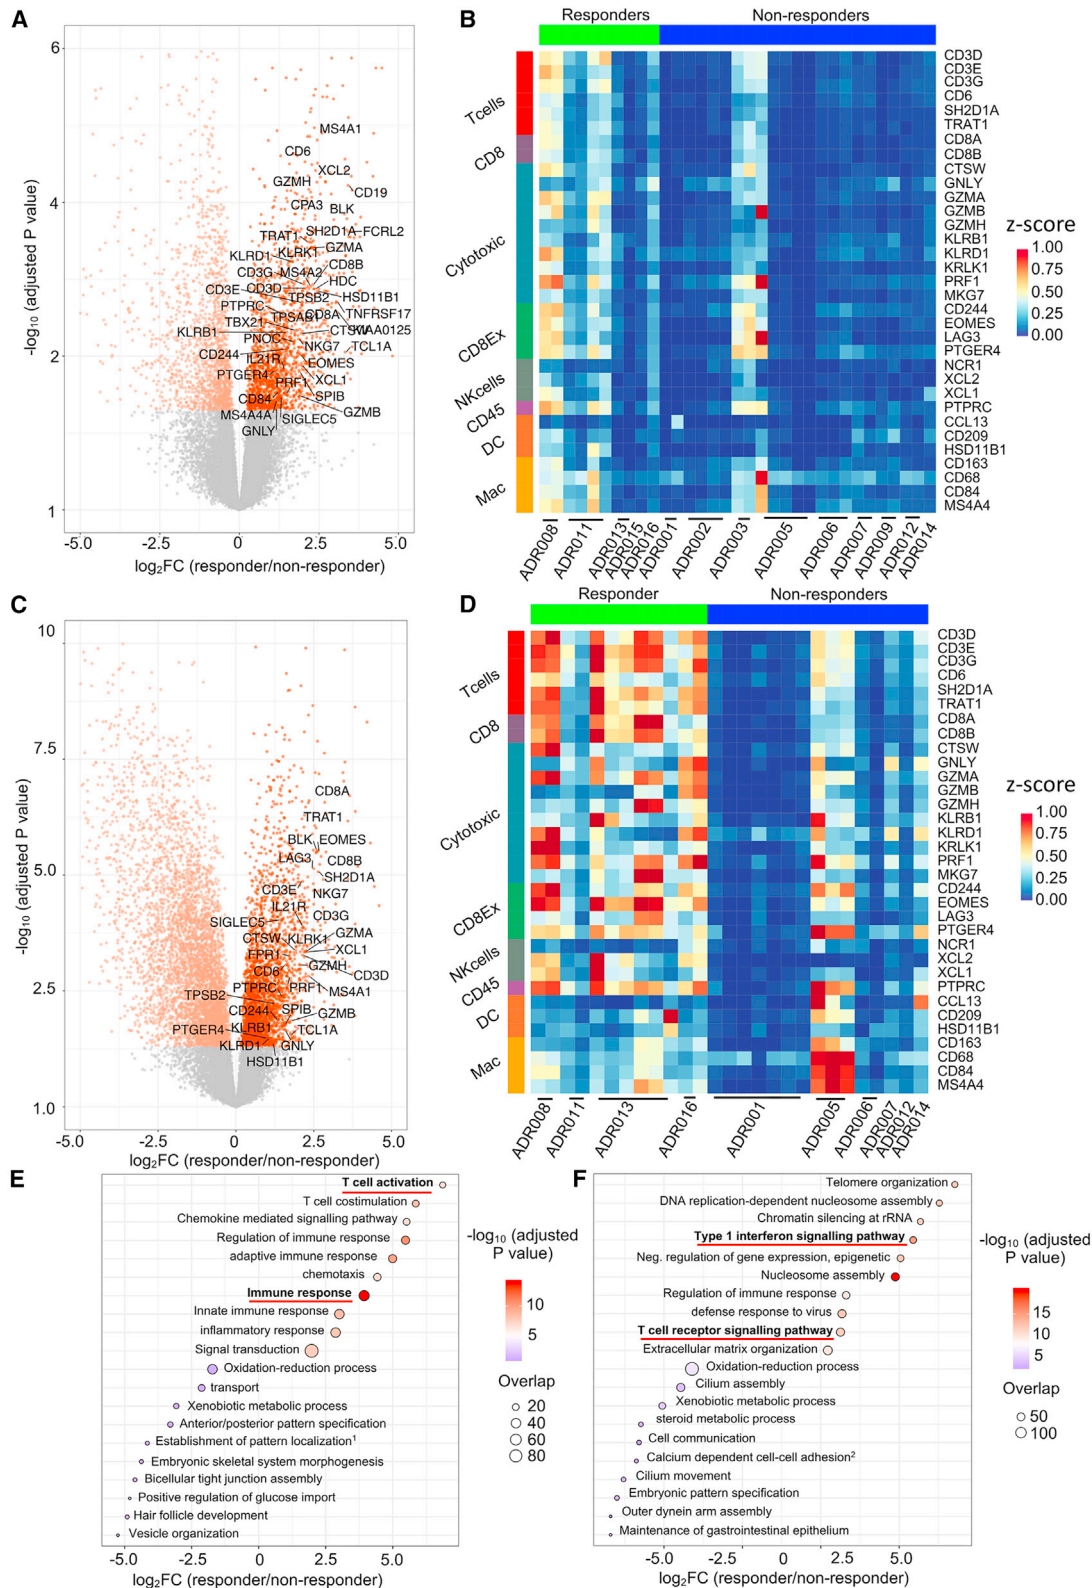 A
6
4
2
1
-log10 (adjusted P value)
MS4A1
CD6
XCL2
GZMH
CD19
CPA3
BLK
SH2D1A
FCRL2
TRAT1
KLRK1
GZMA
KLRD1
CD8B
CD3G
MS4A2
HDC
CD3E
CD3D
TPSB2
HSD11B1
PTPRC
TPSAB1
CD8A
TNFRSF17
TBX21
CTSW
KIAA0125
KLRB1
PNOC
NKG7
TCL1A
CD244
IL21R
EOMES
PTGER4
PRF1
XCL1
CD84
SPIB
MS4A4A
GZMB
SIGLEC5
GNLY
-5.0
-2.5
0
2.5
5.0
log2FC (responder/non-responder)
B
Responders
Non-responders
Tcells
CD8
Cytotoxic
CD8Ex
NKcells
CD45
DC
Mac
CD3D
CD3E
CD3G
CD6
SH2D1A
TRAT1
CD8A
CD8B
CTSW
GNLY
GZMA
GZMB
GZMH
KLRB1
KLRD1
KRLK1
PRF1
MKG7
CD244
EOMES
LAG3
PTGER4
NCR1
XCL2
XCL1
PTPRC
CCL13
CD209
HSD11B1
CD163
CD68
CD84
MS4A4
ADR008
ADR011
ADR013
ADR015
ADR016
ADR001
ADR002
ADR003
ADR005
ADR006
ADR007
ADR009
ADR012
ADR014
z-score
1.00
0.75
0.50
0.25
0.00
C
10
7.5
5.0
2.5
1.0
-log10 (adjusted P value)
CD8A
TRAT1
BLK
EOMES
LAG3
CD8B
SH2D1A
CD3E
NKG7
IL21R
SIGLEC5
CD3G
GZMA
CTSW
KLRK1
XCL1
FPR1
GZMH
CD6
CD3D
PTPRC
PRF1
MS4A1
TPSB2
CD244
SPIB
GZMB
PTGER4
KLRB1
TCL1A
KLRD1
GNLY
HSD11B1
-5.0
-2.5
0
2.5
5.0
log2FC (responder/non-responder)
D
Responder
Non-responders
Tcells
CD8
Cytotoxic
CD8Ex
NKcells
CD45
DC
Mac
CD3D
CD3E
CD3G
CD6
SH2D1A
TRAT1
CD8A
CD8B
CTSW
GNLY
GZMA
GZMB
GZMH
KLRB1
KLRD1
KRLK1
PRF1
MKG7
CD244
EOMES
LAG3
PTGER4
NCR1
XCL2
XCL1
PTPRC
CCL13
CD209
HSD11B1
CD163
CD68
CD84
MS4A4
ADR008
ADR011
ADR013
ADR016
ADR001
ADR005
ADR006
ADR007
ADR012
ADR014
z-score
1.00
0.75
0.50
0.25
0.00
E
T cell activation
T cell costimulation
Chemokine mediated signalling pathway
Regulation of immune response
adaptive immune response
chemotaxis
Immune response
Innate immune response
inflammatory response
Signal transduction
Oxidation-reduction process
transport
Xenobiotic metabolic process
Anterior/posterior pattern specification
Establishment of pattern localization1
Embryonic skeletal system morphogenesis
Bicellular tight junction assembly
Positive regulation of glucose import
Hair follicle development
Vesicle organization
-5.0
-2.5
0
2.5
5.0
log2FC (responder/non-responder)
-log10 (adjusted
P value)
10
5
Overlap
20
40
60
80
F
Telomere organization
DNA replication-dependent nucleosome assembly
Chromatin silencing at rRNA
Type 1 interferon signalling pathway
Neg. regulation of gene expression, epigenetic
Nucleosome assembly
Regulation of immune response
defense response to virus
T cell receptor signalling pathway
Extracellular matrix organization
Oxidation-reduction process
Cilium assembly
Xenobiotic metabolic process
steroid metabolic process
Cell communication
Calcium dependent cell-cell adhesion2
Cilium movement
Embryonic pattern specification
Outer dynein arm assembly
Maintenance of gastrointestinal epithelium
-5.0
-2.5
0
2.5
5.0
log2FC (responder/non-responder)
-log10 (adjusted
P value)
15
10
5
Overlap
50
100